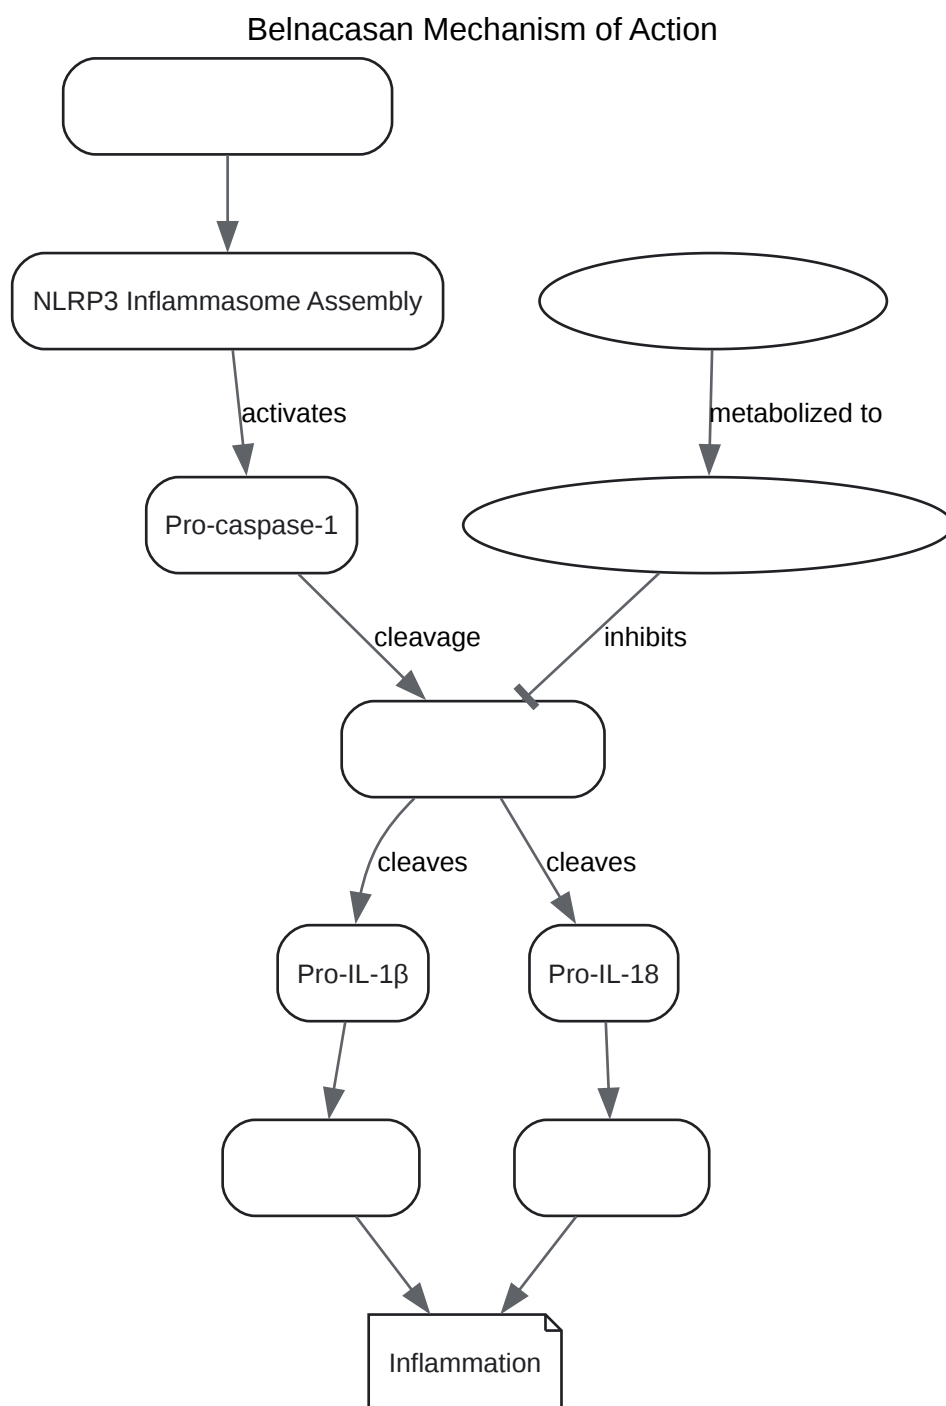 Belnacasan Mechanism of Action
NLRP3 Inflammasome Assembly
activates
metabolized to
Pro-caspase-1
cleavage
inhibits
cleaves
cleaves
Pro-IL-1β
Pro-IL-18
Inflammation